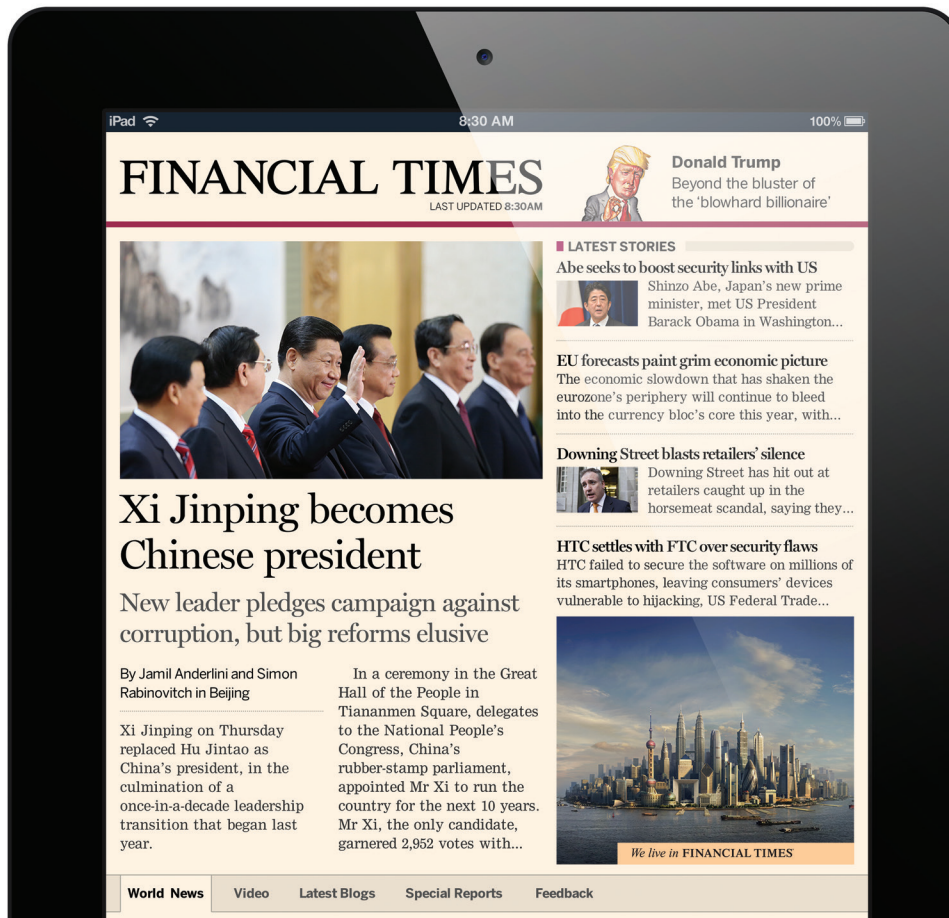 iPad
8:30 AM
100%
FINANCIAL TIMES
LAST UPDATED 8:30AM
Donald Trump
Beyond the bluster of
the ‘blowhard billionaire’
Xi Jinping becomes
Chinese president
New leader pledges campaign against
corruption, but big reforms elusive
By Jamil Anderlini and Simon
Rabinovitch in Beijing
Xi Jinping on Thursday
replaced Hu Jintao as
China’s president, in the
culmination of a
once-in-a-decade leadership
transition that began last
year.
In a ceremony in the Great
Hall of the People in
Tiananmen Square, delegates
to the National People’s
Congress, China’s
rubber-stamp parliament,
appointed Mr Xi to run the
country for the next 10 years.
Mr Xi, the only candidate,
garnered 2,952 votes with...
LATEST STORIES
Abe seeks to boost security links with US
Shinzo Abe, Japan’s new prime
minister, met US President
Barack Obama in Washington...
EU forecasts paint grim economic picture
The economic slowdown that has shaken the
eurozone’s periphery will continue to bleed
into the currency bloc’s core this year, with...
Downing Street blasts retailers’ silence
Downing Street has hit out at
retailers caught up in the
horsemeat scandal, saying they...
HTC settles with FTC over security flaws
HTC failed to secure the software on millions of
its smartphones, leaving consumers’ devices
vulnerable to hijacking, US Federal Trade...
We live in FINANCIAL TIMES
World News
Video
Latest Blogs
Special Reports
Feedback